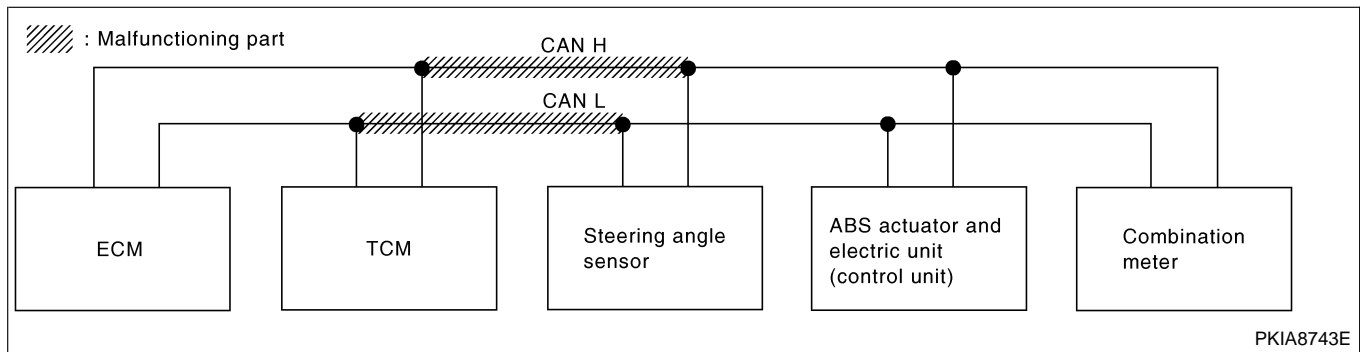 : Malfunctioning part
CAN H
CAN L
ECM
TCM
Steering angle
sensor
ABS actuator and
electric unit
(control unit)
Combination
meter
PKIA8743E